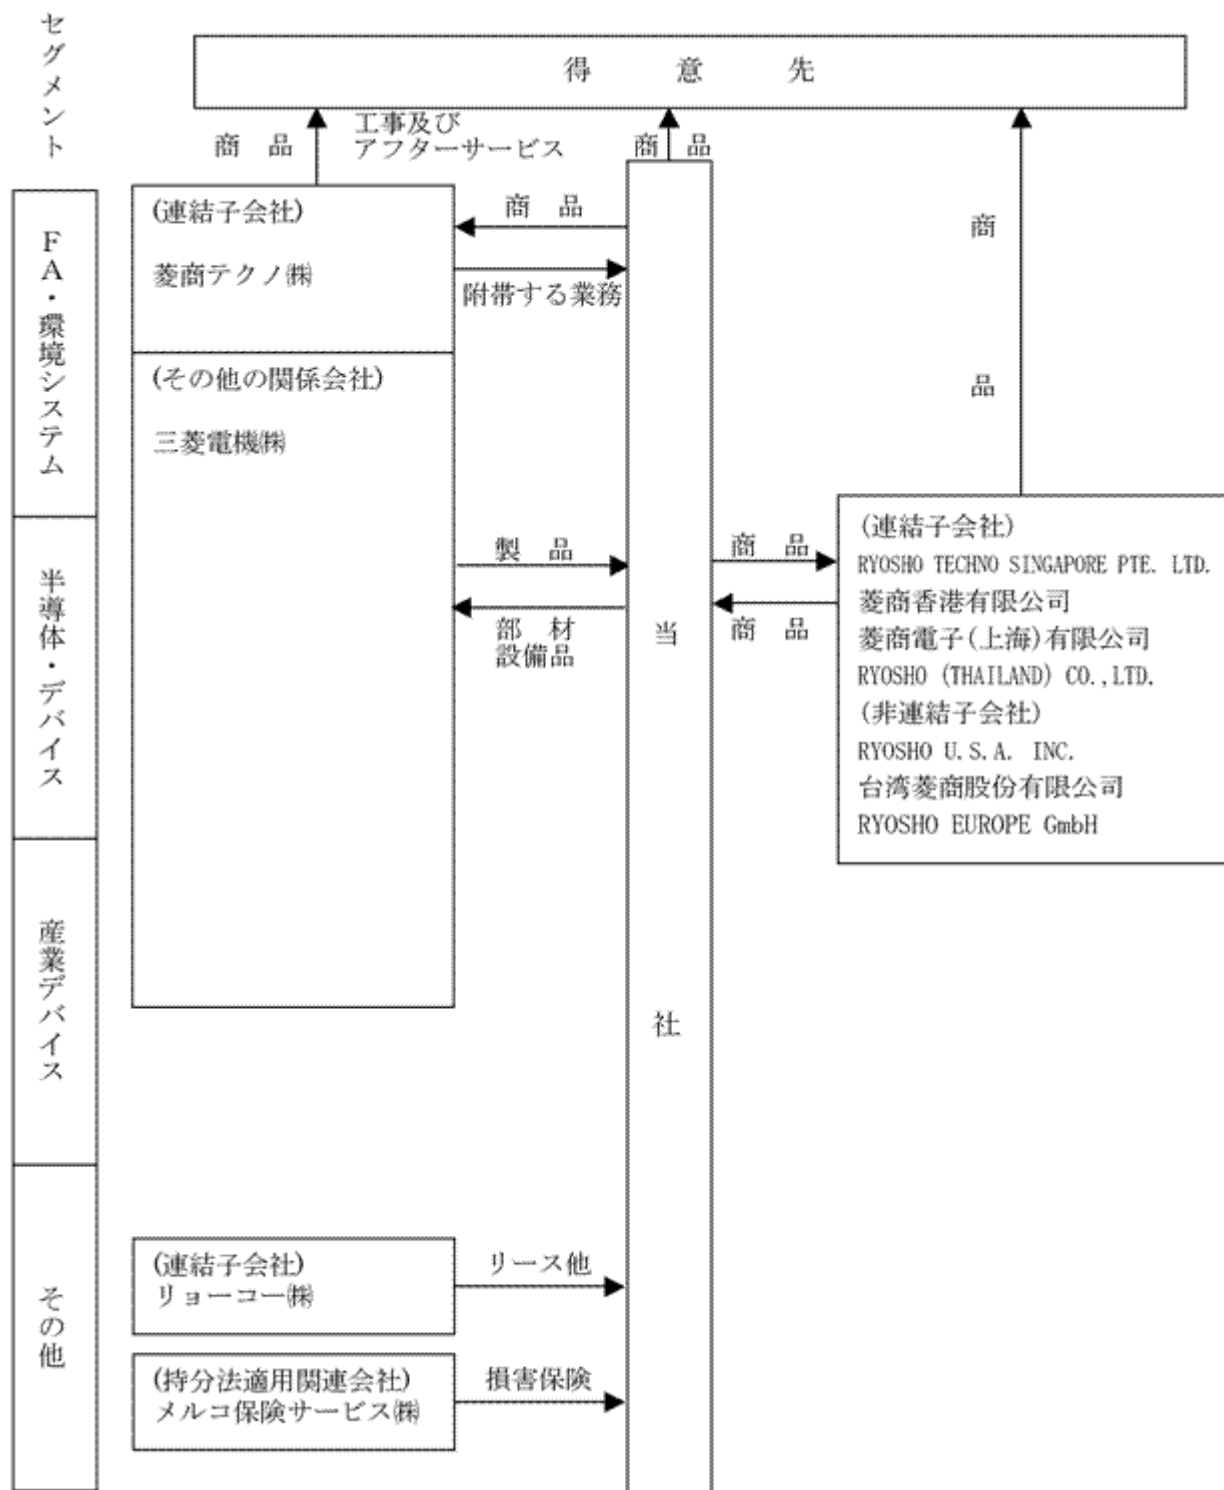 セグメント
得 意 先
商 品
工事及び
アフターサービス
商 品
FA・環境システム
(連結子会社)
菱商テクノ㈱
商 品
附帯する業務
商 品
(その他の関係会社)
三菱電機㈱
半導体・デバイス
製 品
部 材
設備品
当 社
商 品
商 品
(連結子会社)
RYOSHO TECHNO SINGAPORE PTE. LTD.
菱商香港有限公司
菱商電子(上海)有限公司
RYOSHO (THAILAND) CO.,LTD.
(非連結子会社)
RYOSHO U.S.A. INC.
台湾菱商股份有限公司
RYOSHO EUROPE GmbH
産業デバイス
その他
(連結子会社)
リョーコー㈱
リース他
(持分法適用関連会社)
メルコ保険サービス㈱
損害保険